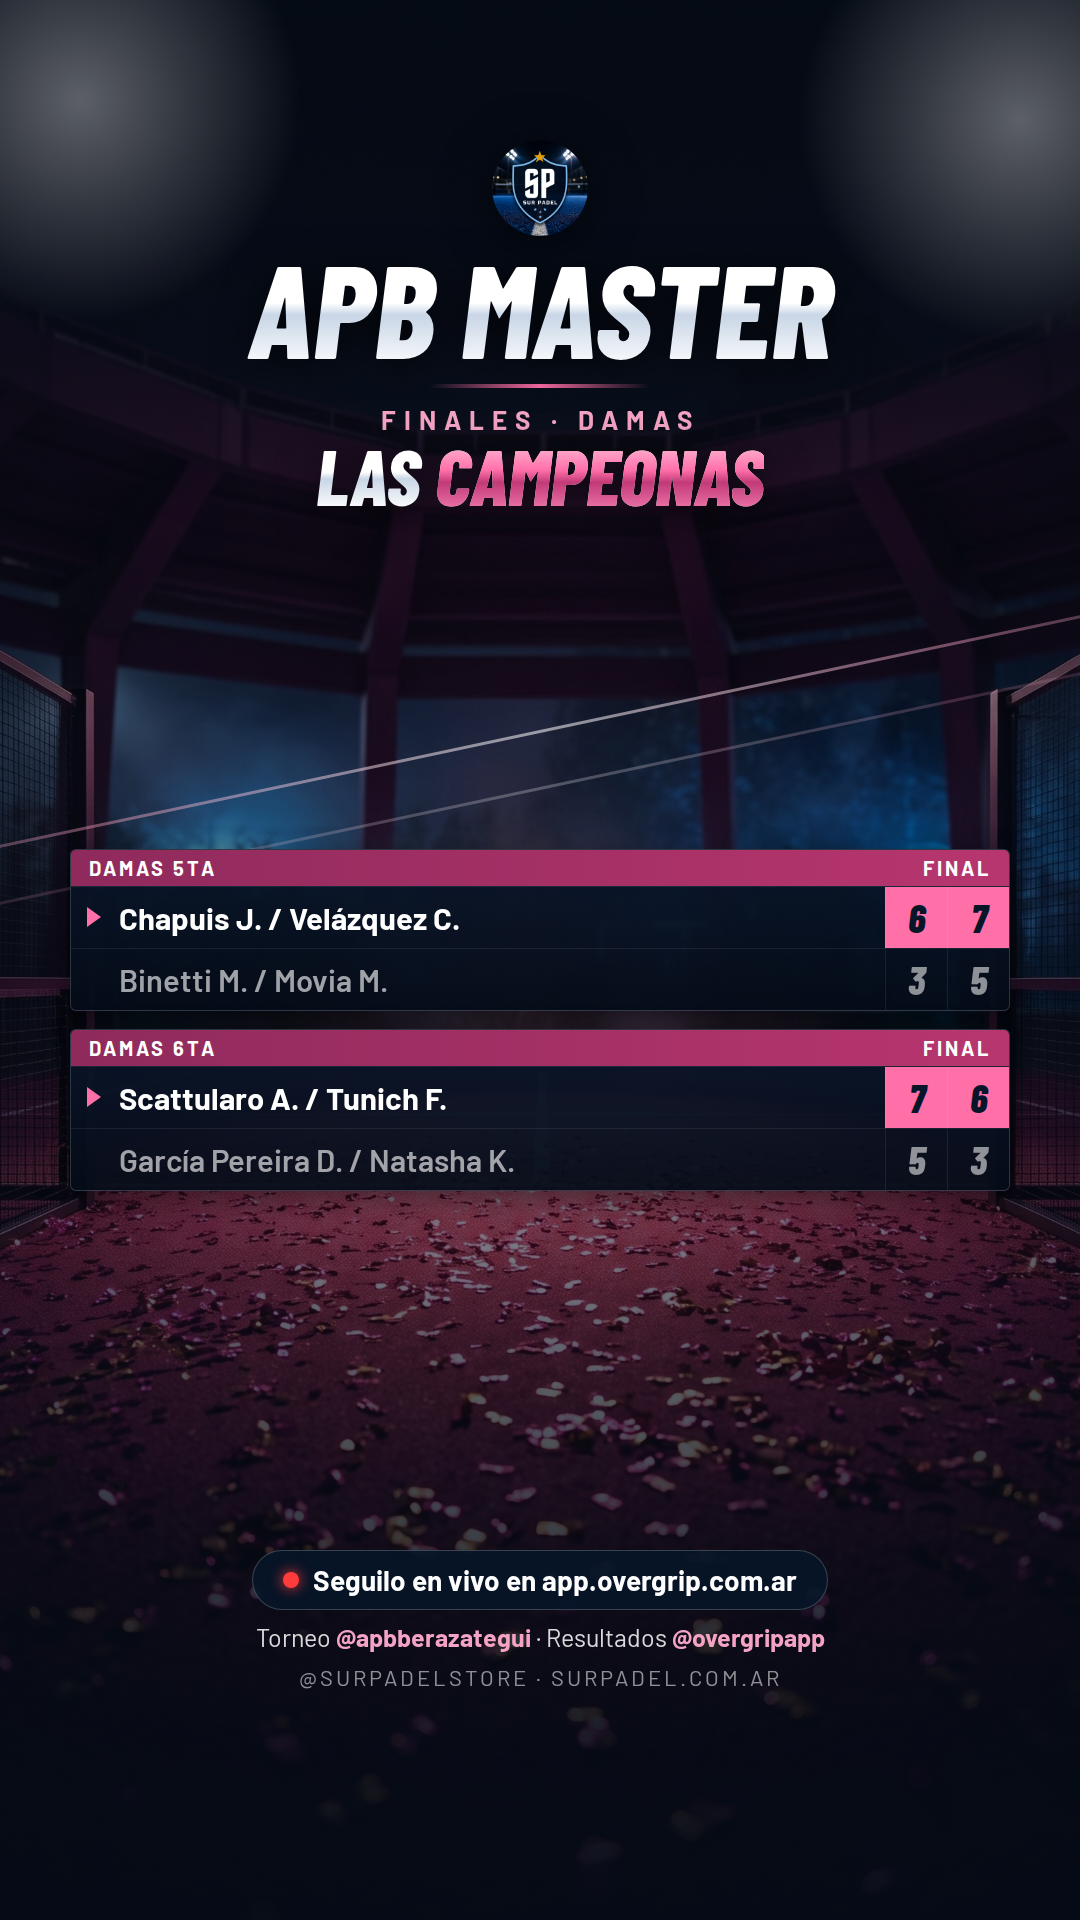 SP
SUR PADEL
APB MASTER
FINALES · DAMAS
LAS CAMPEONAS
DAMAS 5TA FINAL
Chapuis J. / Velázquez C. 6 7
Binetti M. / Movia M. 3 5
DAMAS 6TA FINAL
Scattularo A. / Tunich F. 7 6
García Pereira D. / Natasha K. 5 3
Seguilo en vivo en app.overgrip.com.ar
Torneo @apbberazategui · Resultados @overgripapp
@SURPADELSTORE · SURPADEL.COM.AR